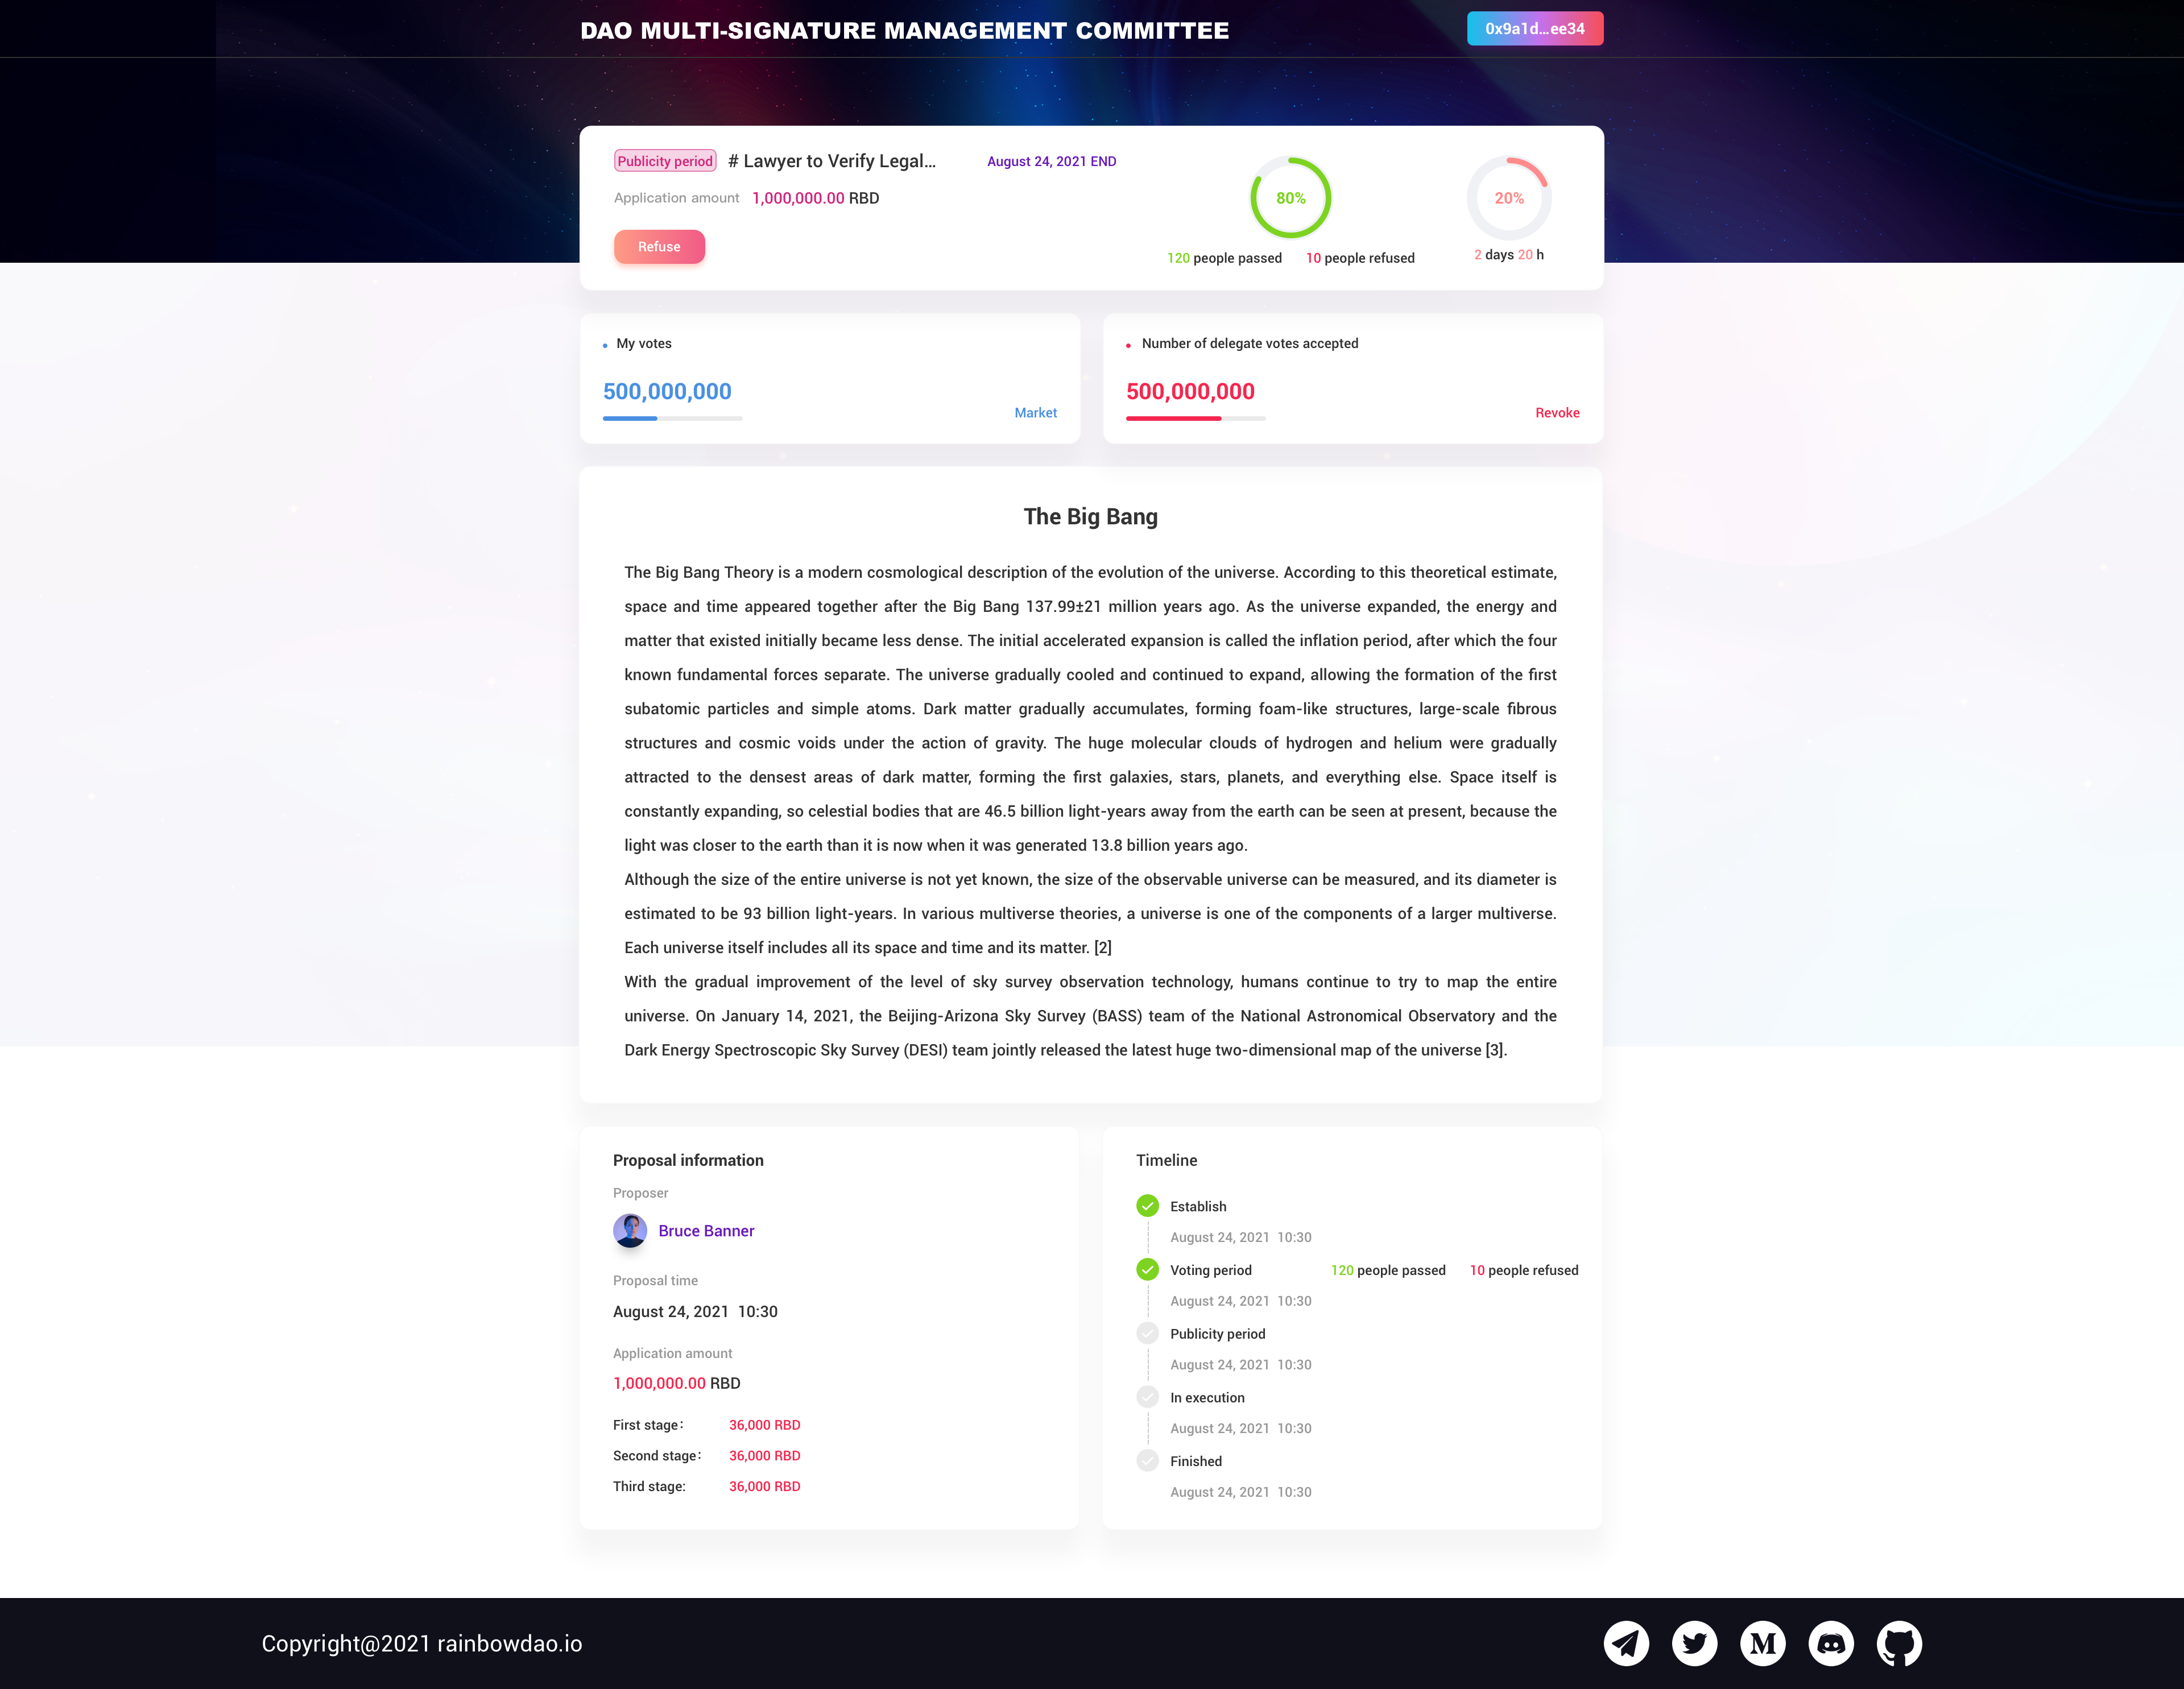 DAO MULTI-SIGNATURE MANAGEMENT COMMITTEE
0x9a1d...ee34
Publicity period # Lawyer to Verify Legal... August 24, 2021 END
Application amount 1,000,000.00 RBD
Refuse
80%
120 people passed 10 people refused
20%
2 days 20 h
My votes
500,000,000
Market
Number of delegate votes accepted
500,000,000
Revoke
The Big Bang
The Big Bang Theory is a modern cosmological description of the evolution of the universe. According to this theoretical estimate,
space and time appeared together after the Big Bang 137.99±21 million years ago. As the universe expanded, the energy and
matter that existed initially became less dense. The initial accelerated expansion is called the inflation period, after which the four
known fundamental forces separate. The universe gradually cooled and continued to expand, allowing the formation of the first
subatomic particles and simple atoms. Dark matter gradually accumulates, forming foam-like structures, large-scale fibrous
structures and cosmic voids under the action of gravity. The huge molecular clouds of hydrogen and helium were gradually
attracted to the densest areas of dark matter, forming the first galaxies, stars, planets, and everything else. Space itself is
constantly expanding, so celestial bodies that are 46.5 billion light-years away from the earth can be seen at present, because the
light was closer to the earth than it is now when it was generated 13.8 billion years ago.
Although the size of the entire universe is not yet known, the size of the observable universe can be measured, and its diameter is
estimated to be 93 billion light-years. In various multiverse theories, a universe is one of the components of a larger multiverse.
Each universe itself includes all its space and time and its matter. [2]
With the gradual improvement of the level of sky survey observation technology, humans continue to try to map the entire
universe. On January 14, 2021, the Beijing-Arizona Sky Survey (BASS) team of the National Astronomical Observatory and the
Dark Energy Spectroscopic Sky Survey (DESI) team jointly released the latest huge two-dimensional map of the universe [3].
Proposal information
Proposer
Bruce Banner
Proposal time
August 24, 2021 10:30
Application amount
1,000,000.00 RBD
First stage： 36,000 RBD
Second stage： 36,000 RBD
Third stage: 36,000 RBD
Timeline
Establish
August 24, 2021 10:30
Voting period 120 people passed 10 people refused
August 24, 2021 10:30
Publicity period
August 24, 2021 10:30
In execution
August 24, 2021 10:30
Finished
August 24, 2021 10:30
Copyright@2021 rainbowdao.io